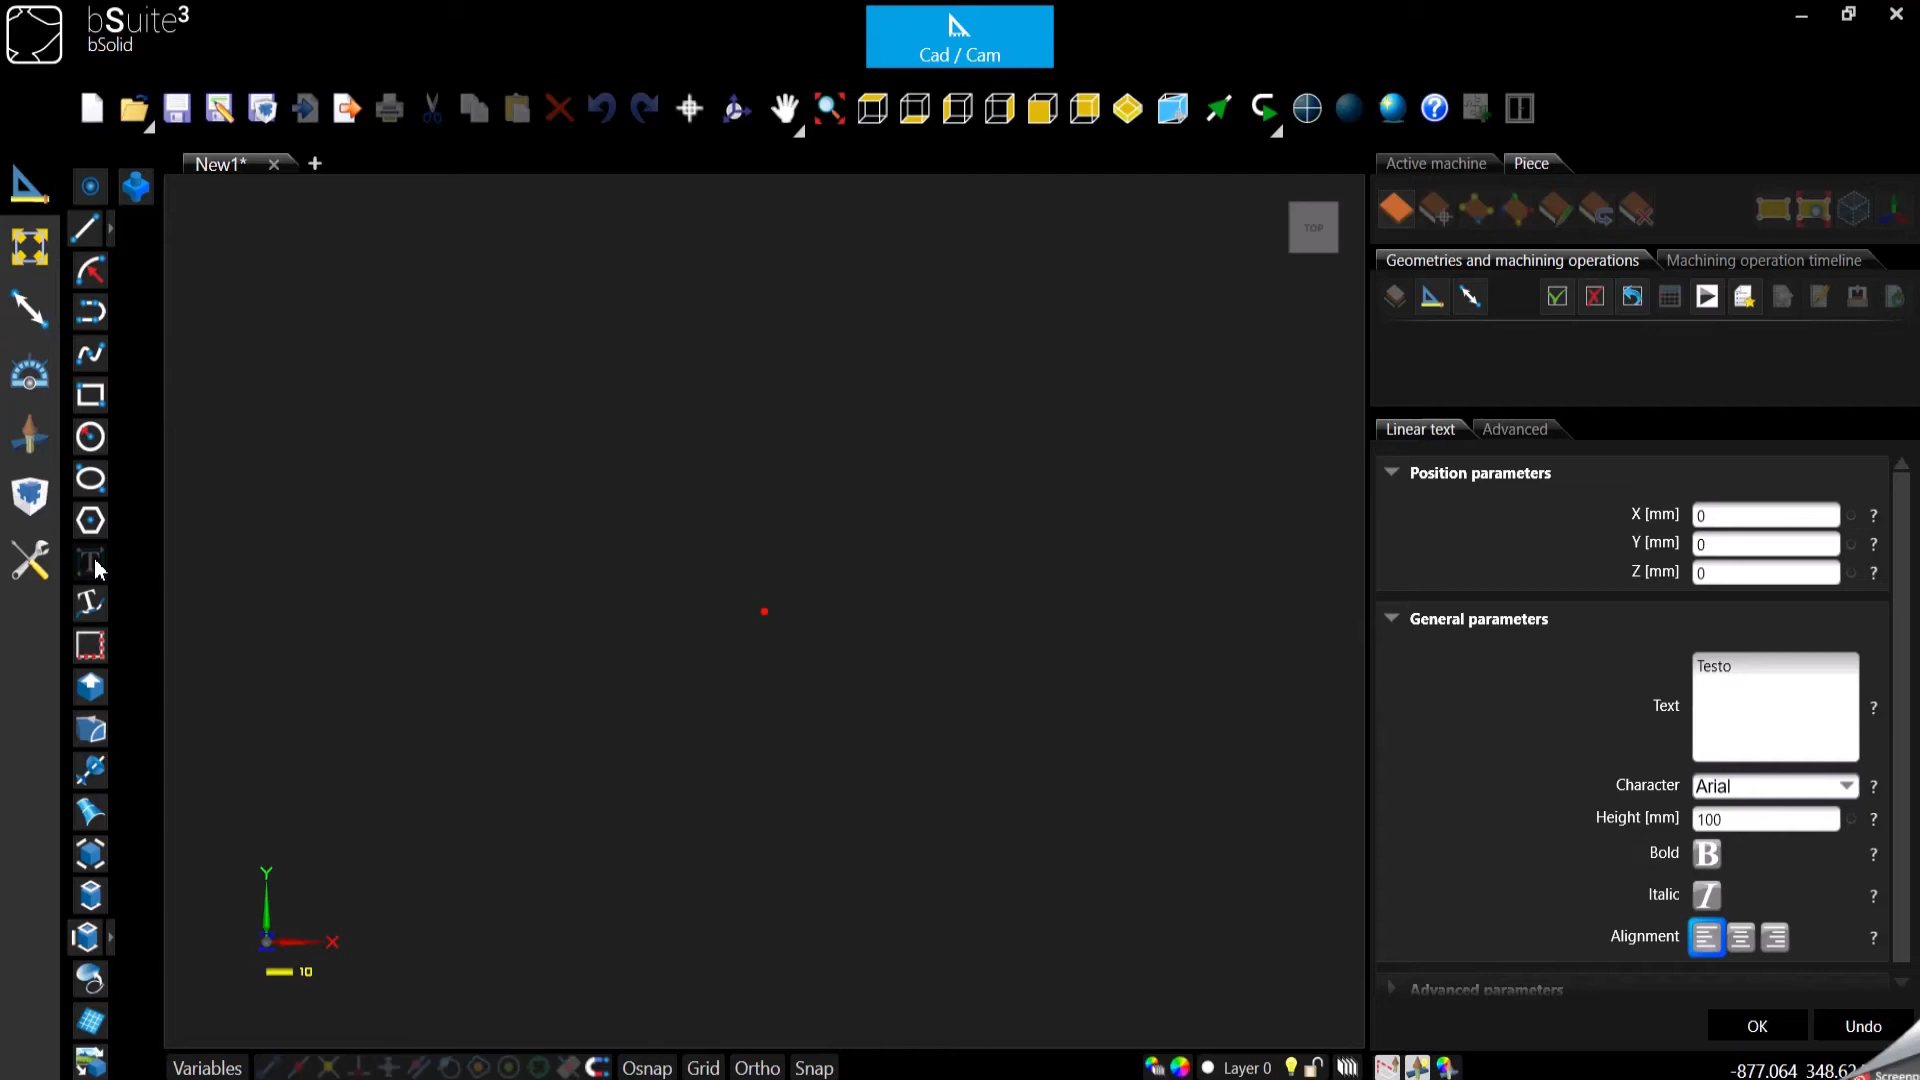 bSuite³
bSolid
Cad / Cam
New1*
TOP
Active machine
Piece
Geometries and machining operations
Machining operation timeline
Linear text
Advanced
Position parameters
X [mm] 0 ?
Y [mm] 0 ?
Z [mm] 0 ?
General parameters
Text Testo ?
Character Arial ?
Height [mm] 100 ?
Bold B ?
Italic I ?
Alignment ?
Advanced parameters
OK
Undo
Y
X
10
Variables
Osnap
Grid
Ortho
Snap
Layer 0
-877.064